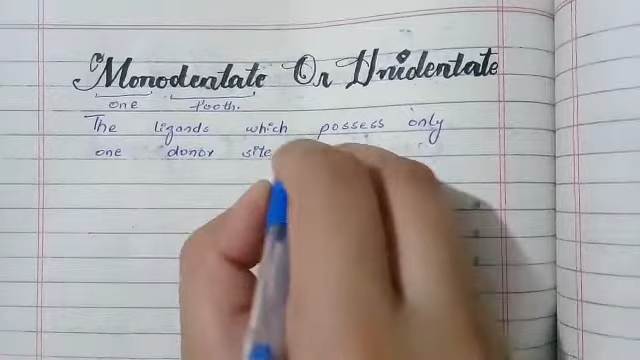 Monodentate Or Unidentate
one tooth.
The ligands which possess only
one donor site